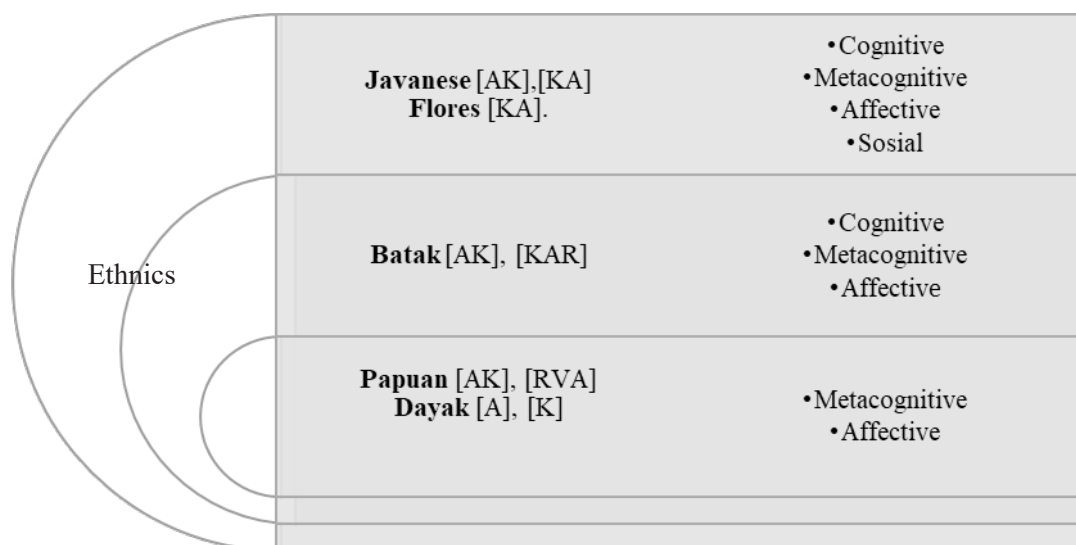 Ethnics
Javanese [AK],[KA]
Flores [KA].
•Cognitive
•Metacognitive
•Affective
•Sosial
Batak [AK], [KAR]
•Cognitive
•Metacognitive
•Affective
Papuan [AK], [RVA]
Dayak [A], [K]
•Metacognitive
•Affective